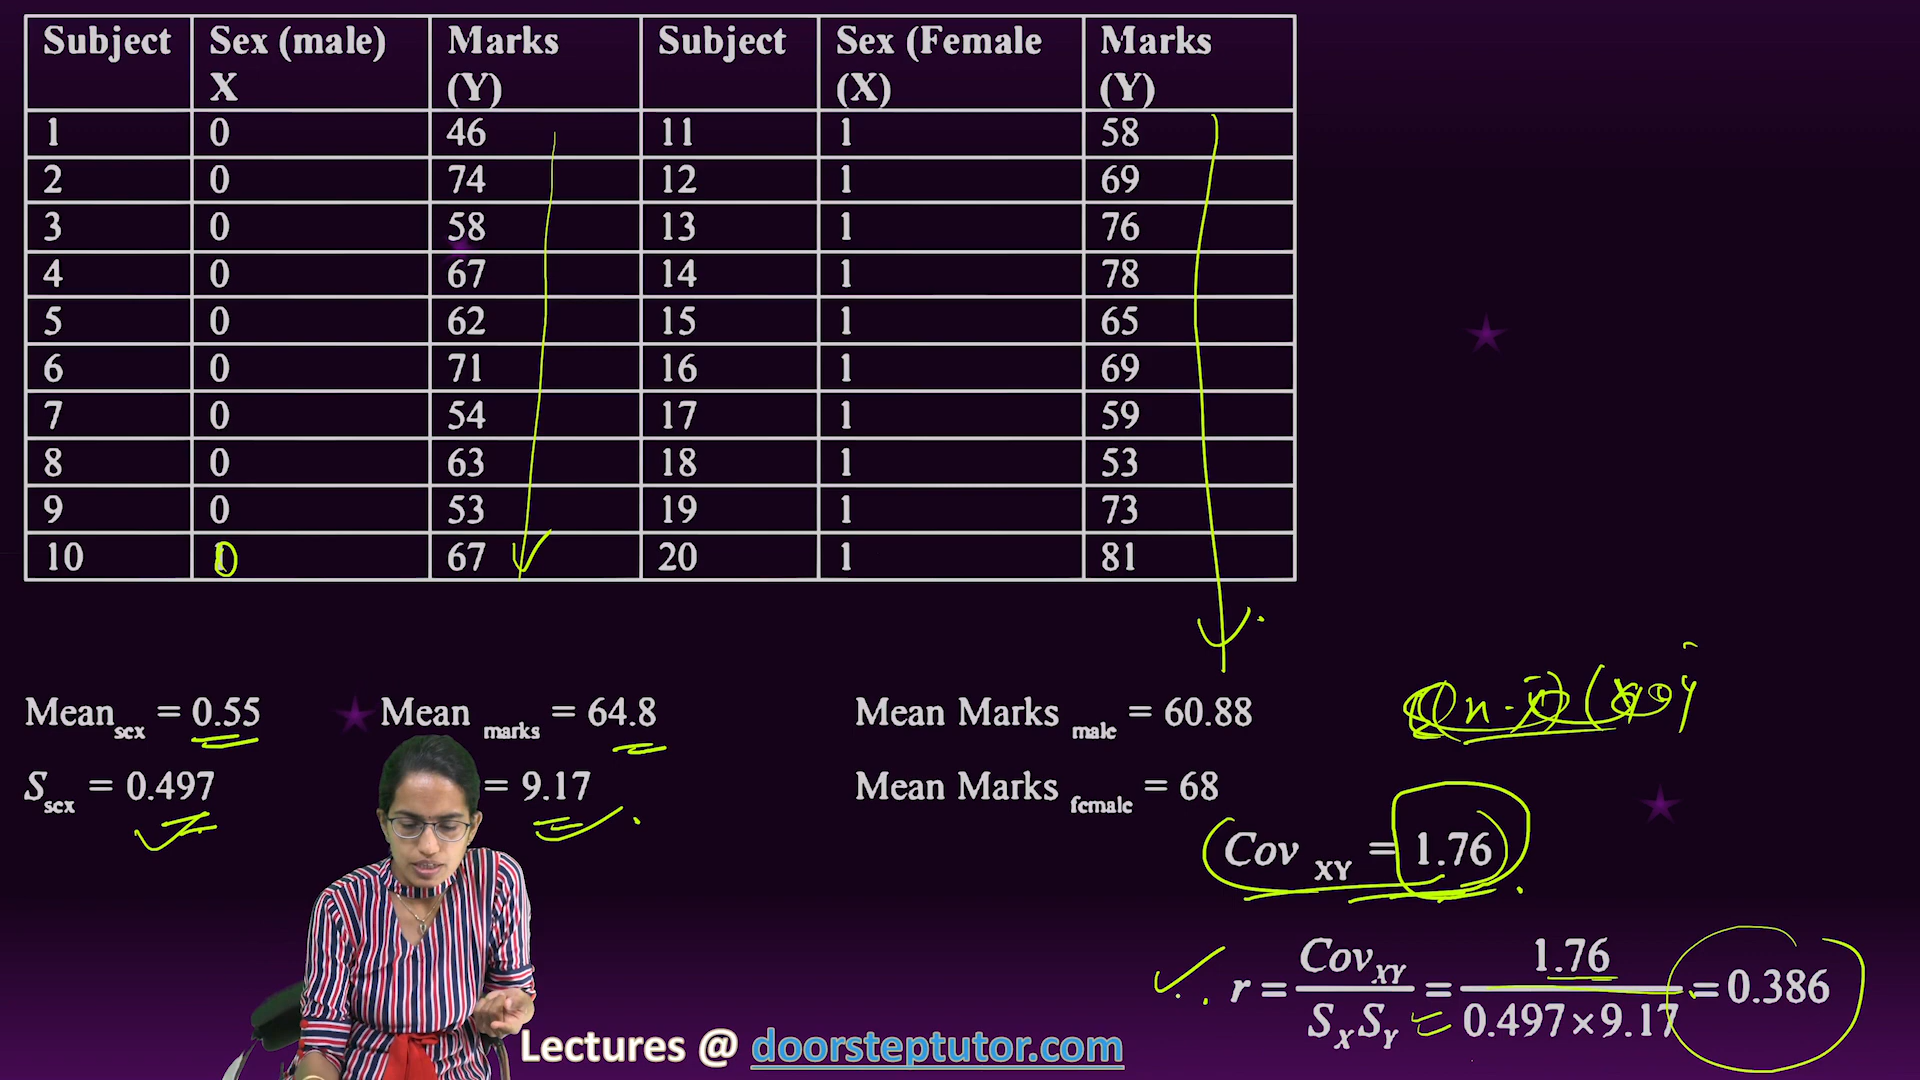 Subject Sex (male) X Marks (Y) Subject Sex (Female (X) Marks (Y)
1 0 46 11 1 58
2 0 74 12 1 69
3 0 58 13 1 76
4 0 67 14 1 78
5 0 62 15 1 65
6 0 71 16 1 69
7 0 54 17 1 59
8 0 63 18 1 53
9 0 53 19 1 73
10 0 67 20 1 81
Mean sex = 0.55 Mean marks = 64.8 Mean Marks male = 60.88
S sex = 0.497 = 9.17 Mean Marks female = 68
Cov XY = 1.76
r = Cov XY / S X S Y = 1.76 / 0.497×9.17 = 0.386
Lectures @ doorsteptutor.com